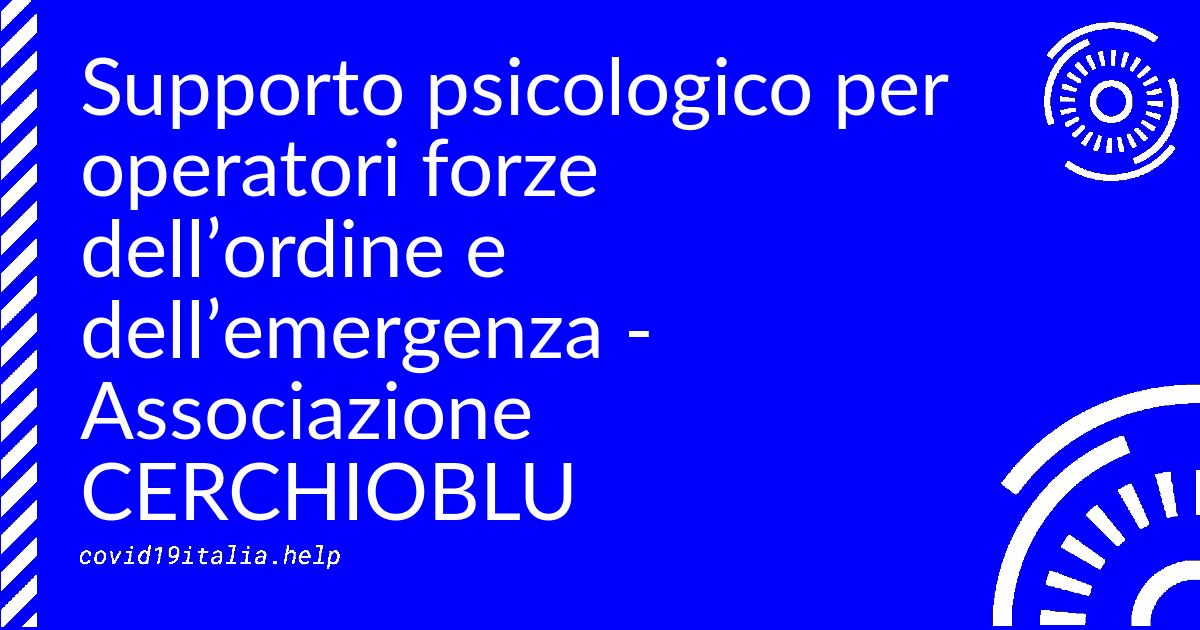 Supporto psicologico per
operatori forze
dell’ordine e
dell’emergenza -
Associazione
CERCHIOBLU
covid19italia.help